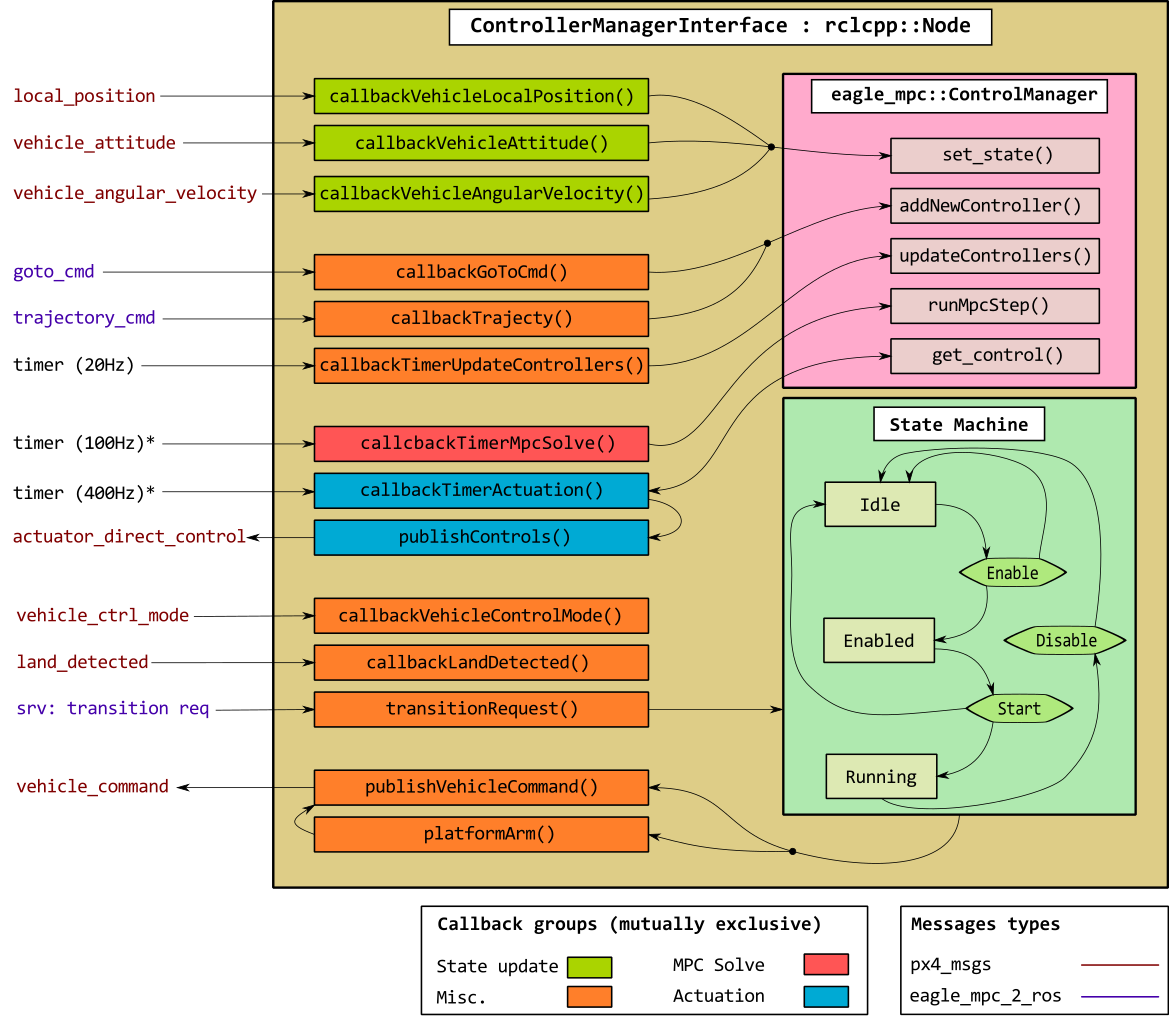 ControllerManagerInterface : rclcpp::Node
local_position
callbackVehicleLocalPosition()
vehicle_attitude
callbackVehicleAttitude()
vehicle_angular_velocity
callbackVehicleAngularVelocity()
goto_cmd
callbackGoToCmd()
trajectory_cmd
callbackTrajecty()
timer (20Hz)
callbackTimerUpdateControllers()
timer (100Hz)*
callcbackTimerMpcSolve()
timer (400Hz)*
callbackTimerActuation()
actuator_direct_control
publishControls()
vehicle_ctrl_mode
callbackVehicleControlMode()
land_detected
callbackLandDetected()
srv: transition req
transitionRequest()
vehicle_command
publishVehicleCommand()
platformArm()
eagle_mpc::ControlManager
set_state()
addNewController()
updateControllers()
runMpcStep()
get_control()
State Machine
Idle
Enable
Enabled
Disable
Start
Running
Callback groups (mutually exclusive)
State update
MPC Solve
Misc.
Actuation
Messages types
px4_msgs
eagle_mpc_2_ros